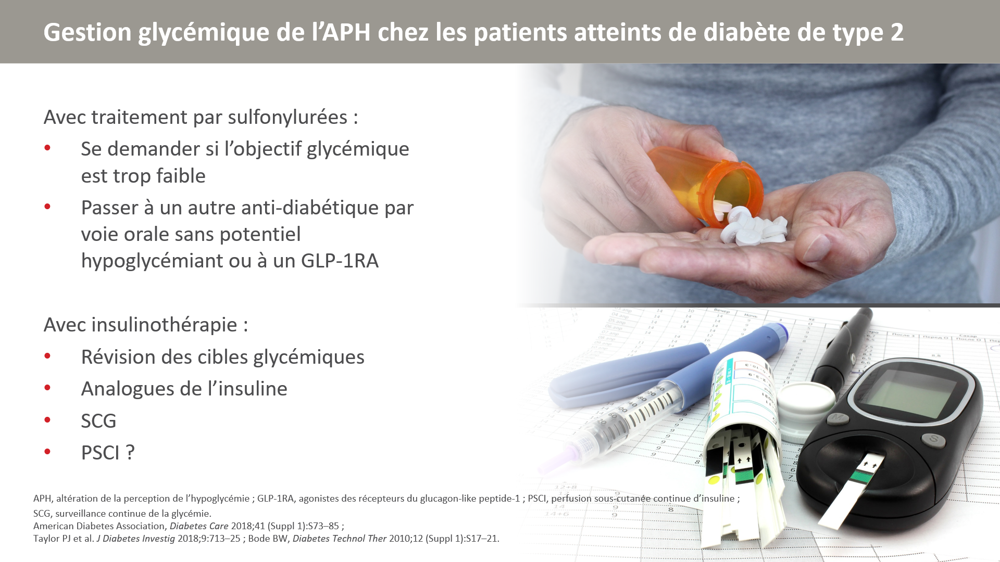 Gestion glycémique de l’APH chez les patients atteints de diabète de type 2
Avec traitement par sulfonylurées :
• Se demander si l’objectif glycémique
est trop faible
• Passer à un autre anti-diabétique par
voie orale sans potentiel
hypoglycémiant ou à un GLP-1RA
Avec insulinothérapie :
• Révision des cibles glycémiques
• Analogues de l’insuline
• SCG
• PSCI ?
APH, altération de la perception de l’hypoglycémie ; GLP-1RA, agonistes des récepteurs du glucagon-like peptide-1 ; PSCI, perfusion sous-cutanée continue d’insuline ;
SCG, surveillance continue de la glycémie.
American Diabetes Association, Diabetes Care 2018;41 (Suppl 1):S73–85 ;
Taylor PJ et al. J Diabetes Investig 2018;9:713–25 ; Bode BW, Diabetes Technol Ther 2010;12 (Suppl 1):S17–21.
M
S